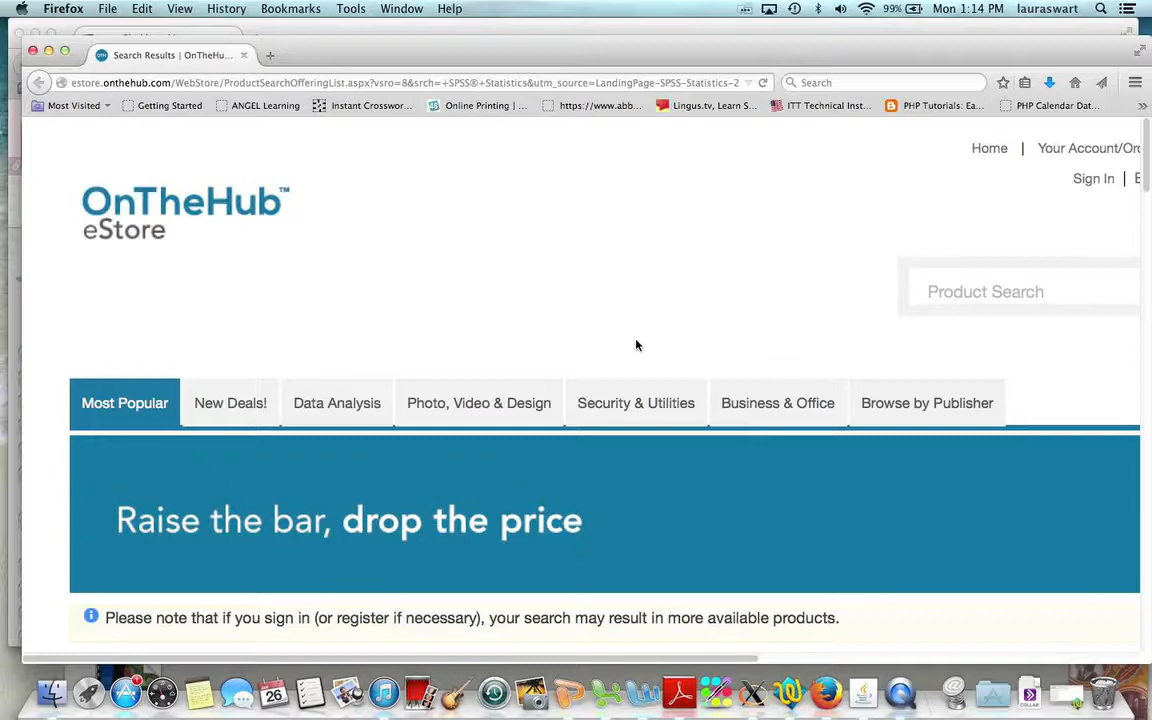 Firefox File Edit View History Bookmarks Tools Window Help 99% Mon 1:14 PM lauraswart
Search Results | OnTheHu...
estore.onthehub.com/WebStore/ProductSearchOfferingList.aspx?vsro=8&srch= +SPSS®+Statistics&utm_source=LandingPage-SPSS-Statistics-2 Search
Most Visited Getting Started ANGEL Learning Instant Crosswor... Online Printing | ... https://www.abb... Lingus.tv, Learn S... ITT Technical Inst... PHP Tutorials: Ea... PHP Calendar Dat...
Home | Your Account/Orc
Sign In |
OnTheHub™
eStore
Product Search
Most Popular New Deals! Data Analysis Photo, Video & Design Security & Utilities Business & Office Browse by Publisher
Raise the bar, drop the price
Please note that if you sign in (or register if necessary), your search may result in more available products.
26
COLLAB